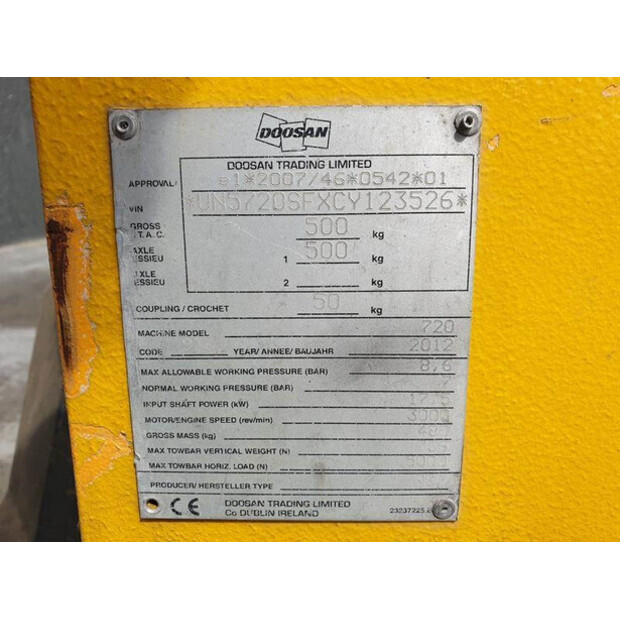 DOOSAN
DOOSAN TRADING LIMITED
APPROVAL e1*2007/46*0542*01
VIN *UN5720SFXCY123526*
GROSS 500
T.A.C. kg
AXLE 500
ESSIEU 1 kg
AXLE
ESSIEU 2 kg
COUPLING / CROCHET 50 kg
MACHINE MODEL 720
CODE YEAR/ ANNEE/ BAUJAHR 2012
MAX ALLOWABLE WORKING PRESSURE (BAR) 8,6
NORMAL WORKING PRESSURE (BAR) 7
INPUT SHAFT POWER (kW)
MOTOR/ENGINE SPEED (rev/min) 3000
GROSS MASS (kg)
MAX TOWBAR VERTICAL WEIGHT (N)
MAX TOWBAR HORIZ. LOAD (N)
PRODUCER/ HERSTELLER TYPE
CE DOOSAN TRADING LIMITED
Co DUBLIN IRELAND